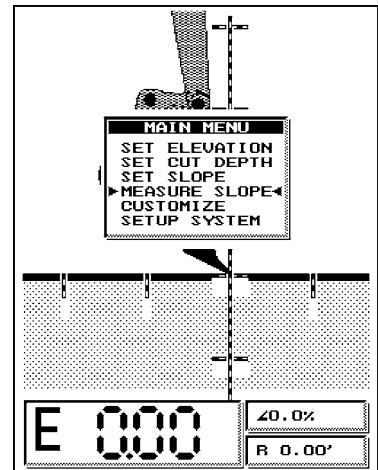 MAIN MENU
SET ELEVATION
SET CUT DEPTH
SET SLOPE
▶MEASURE SLOPE◀
CUSTOMIZE
SETUP SYSTEM
E 0.00
∠0.0%
R 0.00'